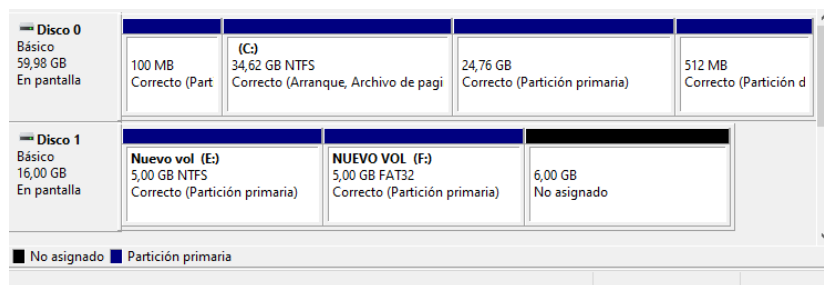 Disco 0
Básico
59,98 GB
En pantalla
100 MB
Correcto (Part
(C:)
34,62 GB NTFS
Correcto (Arranque, Archivo de pagi
24,76 GB
Correcto (Partición primaria)
512 MB
Correcto (Partición d
Disco 1
Básico
16,00 GB
En pantalla
Nuevo vol (E:)
5,00 GB NTFS
Correcto (Partición primaria)
NUEVO VOL (F:)
5,00 GB FAT32
Correcto (Partición primaria)
6,00 GB
No asignado
No asignado Partición primaria